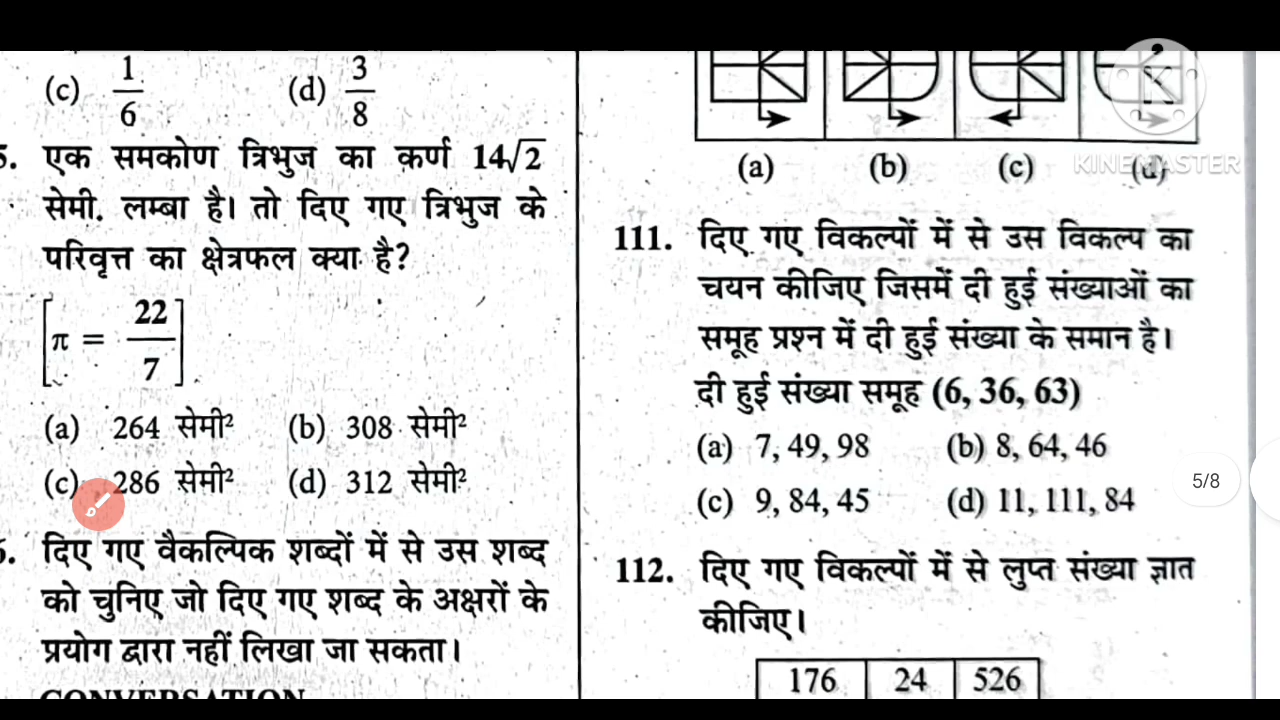 (c) 1/6 (d) 3/8
5. एक समकोण त्रिभुज का कर्ण 14√2
सेमी. लम्बा है। तो दिए गए त्रिभुज के
परिवृत्त का क्षेत्रफल क्या है?
[π = 22/7]
(a) 264 सेमी² (b) 308 सेमी²
(c) 286 सेमी² (d) 312 सेमी²
दिए गए वैकल्पिक शब्दों में से उस शब्द
को चुनिए जो दिए गए शब्द के अक्षरों के
प्रयोग द्वारा नहीं लिखा जा सकता।
CONVERSATION
(a) (b) (c) (d)
KINEMASTER
111. दिए गए विकल्पों में से उस विकल्प का
चयन कीजिए जिसमें दी हुई संख्याओं का
समूह प्रश्न में दी हुई संख्या के समान है।
दी हुई संख्या समूह (6, 36, 63)
(a) 7, 49, 98 (b) 8, 64, 46
(c) 9, 84, 45 (d) 11, 111, 84
112. दिए गए विकल्पों में से लुप्त संख्या ज्ञात
कीजिए।
176 24 526
5/8